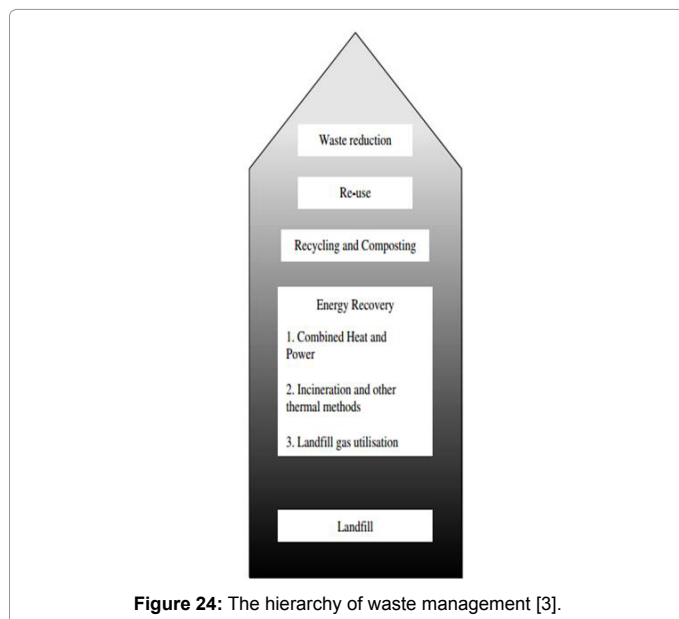 Waste reduction
Re-use
Recycling and Composting
Energy Recovery
1. Combined Heat and
Power
2. Incineration and other
thermal methods
3. Landfill gas utilisation
Landfill
Figure 24: The hierarchy of waste management [3].